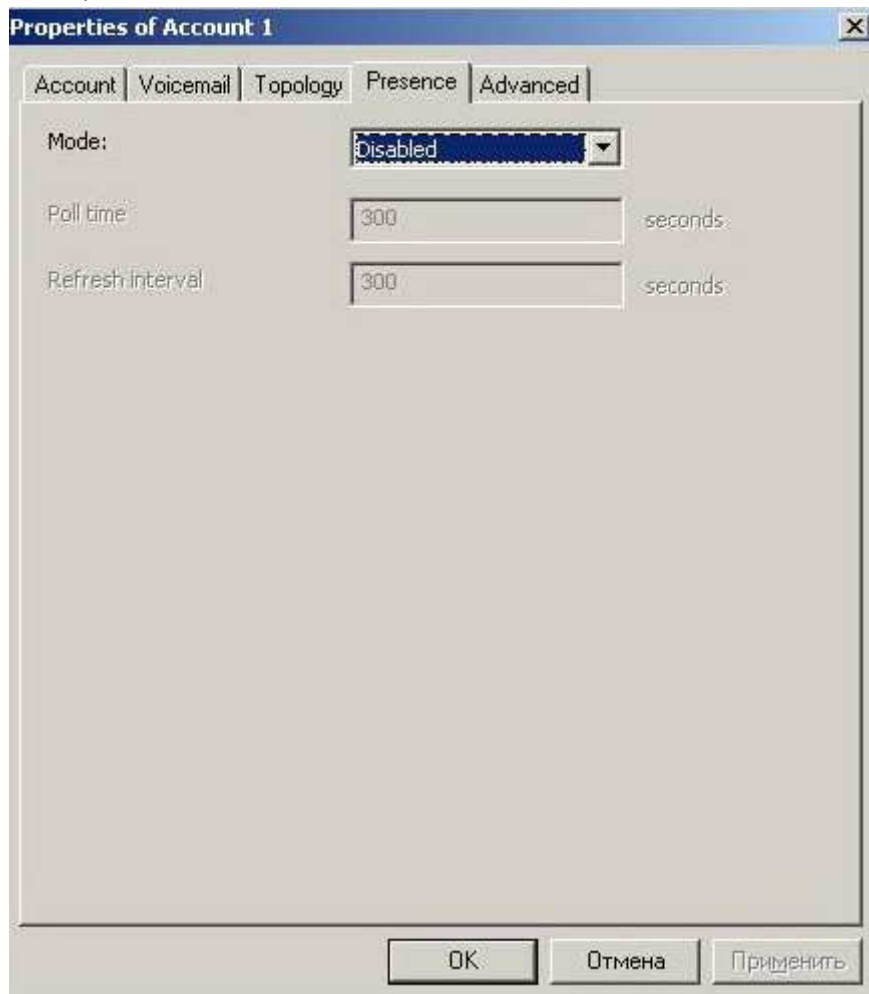 Properties of Account 1
Account Voicemail Topology Presence Advanced
Mode: Disabled
Poll time 300 seconds
Refresh interval 300 seconds
OK Отмена Применить